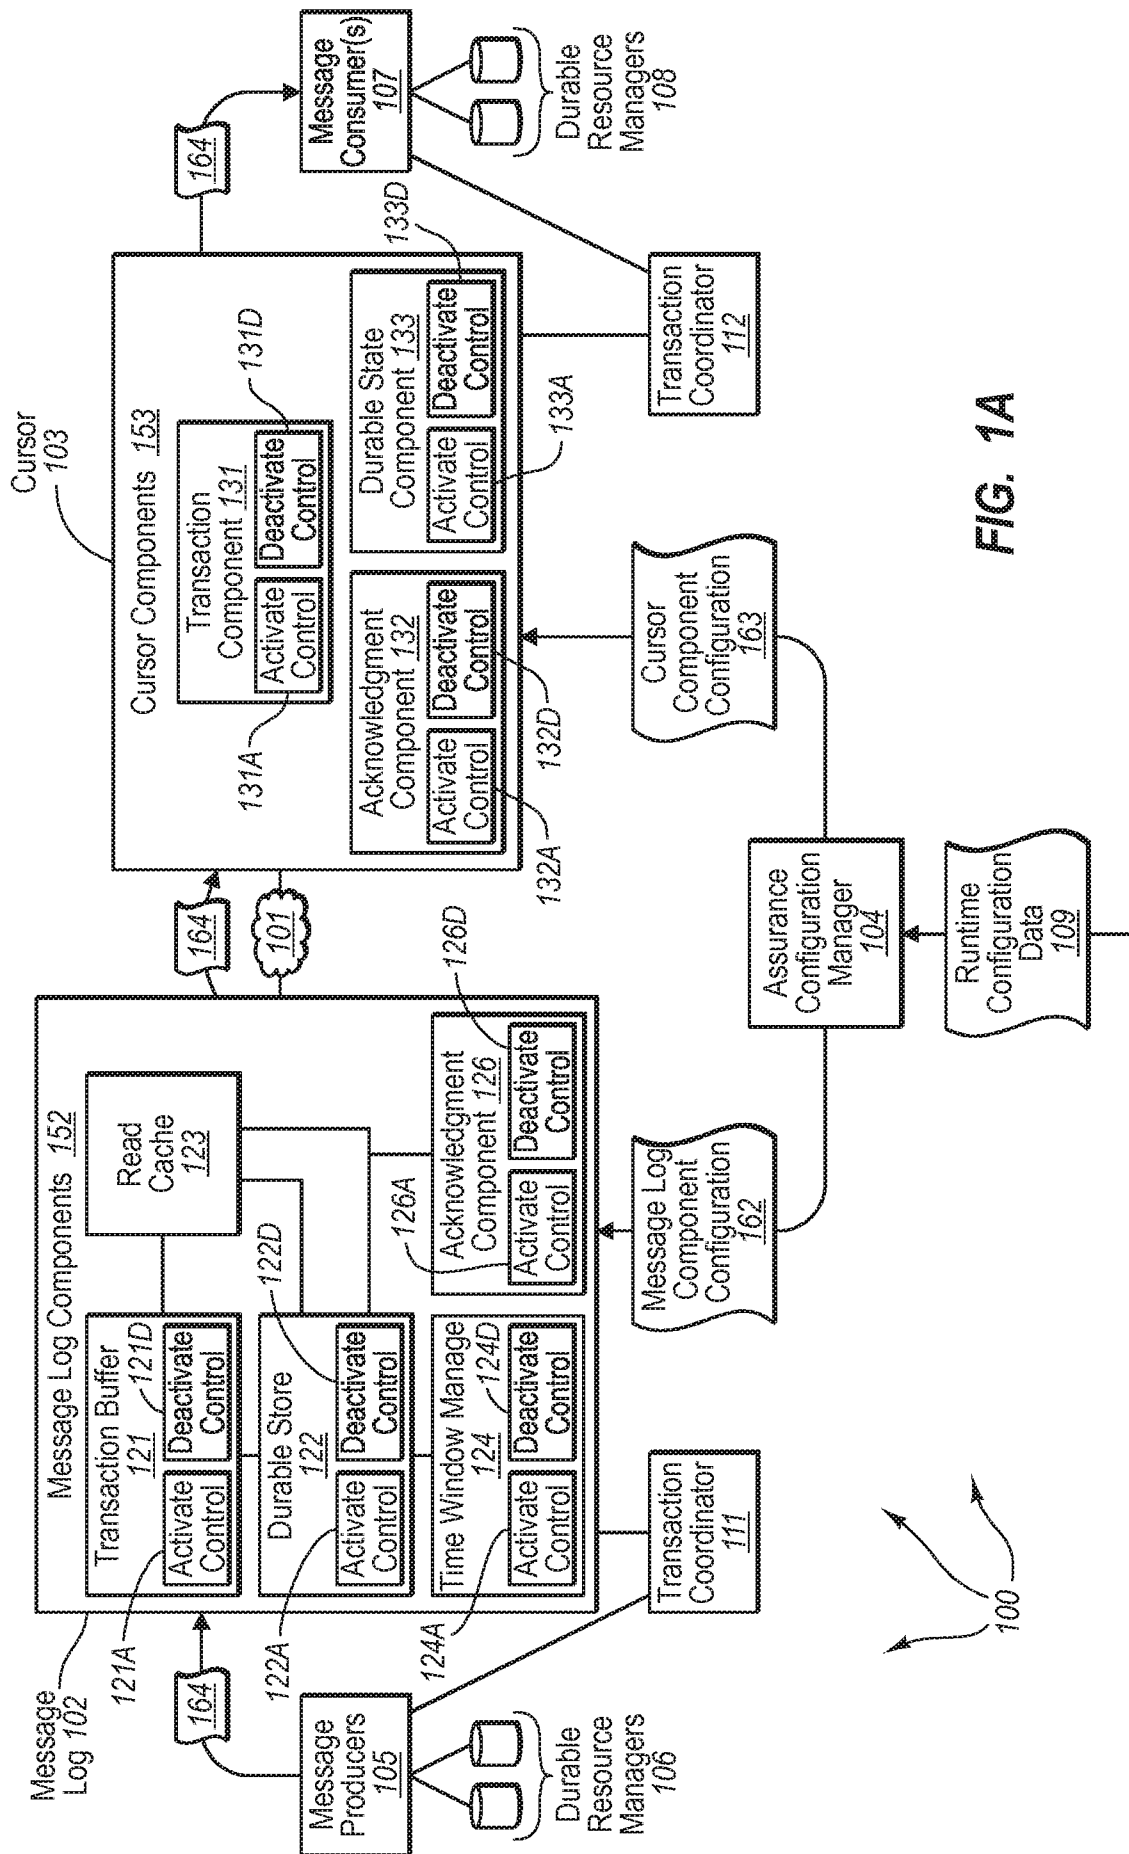 Cursor
103
Message
Log 102
Message Log Components 152
Transaction Buffer
121
121D
Activate
Control
Deactivate
Control
121A
Read
Cache
123
Durable Store
122
122D
Activate
Control
Deactivate
Control
122A
Time Window Manage
124
124D
Activate
Control
Deactivate
Control
124A
Acknowledgment
Component 126
126D
126A
Activate
Control
Deactivate
Control
164
164
164
101
Cursor Components 153
Transaction
Component 131
131D
Activate
Control
Deactivate
Control
131A
Acknowledgment
Component 132
Activate
Control
Deactivate
Control
132A
132D
Durable State
Component 133
133D
Activate
Control
Deactivate
Control
133A
Message
Consumer(s)
107
Durable
Resource
Managers
108
Message
Producers
105
Durable
Resource
Managers
106
Transaction
Coordinator
111
Message Log
Component
Configuration
162
Cursor
Component
Configuration
163
Transaction
Coordinator
112
Assurance
Configuration
Manager
104
Runtime
Configuration
Data
109
100
FIG. 1A